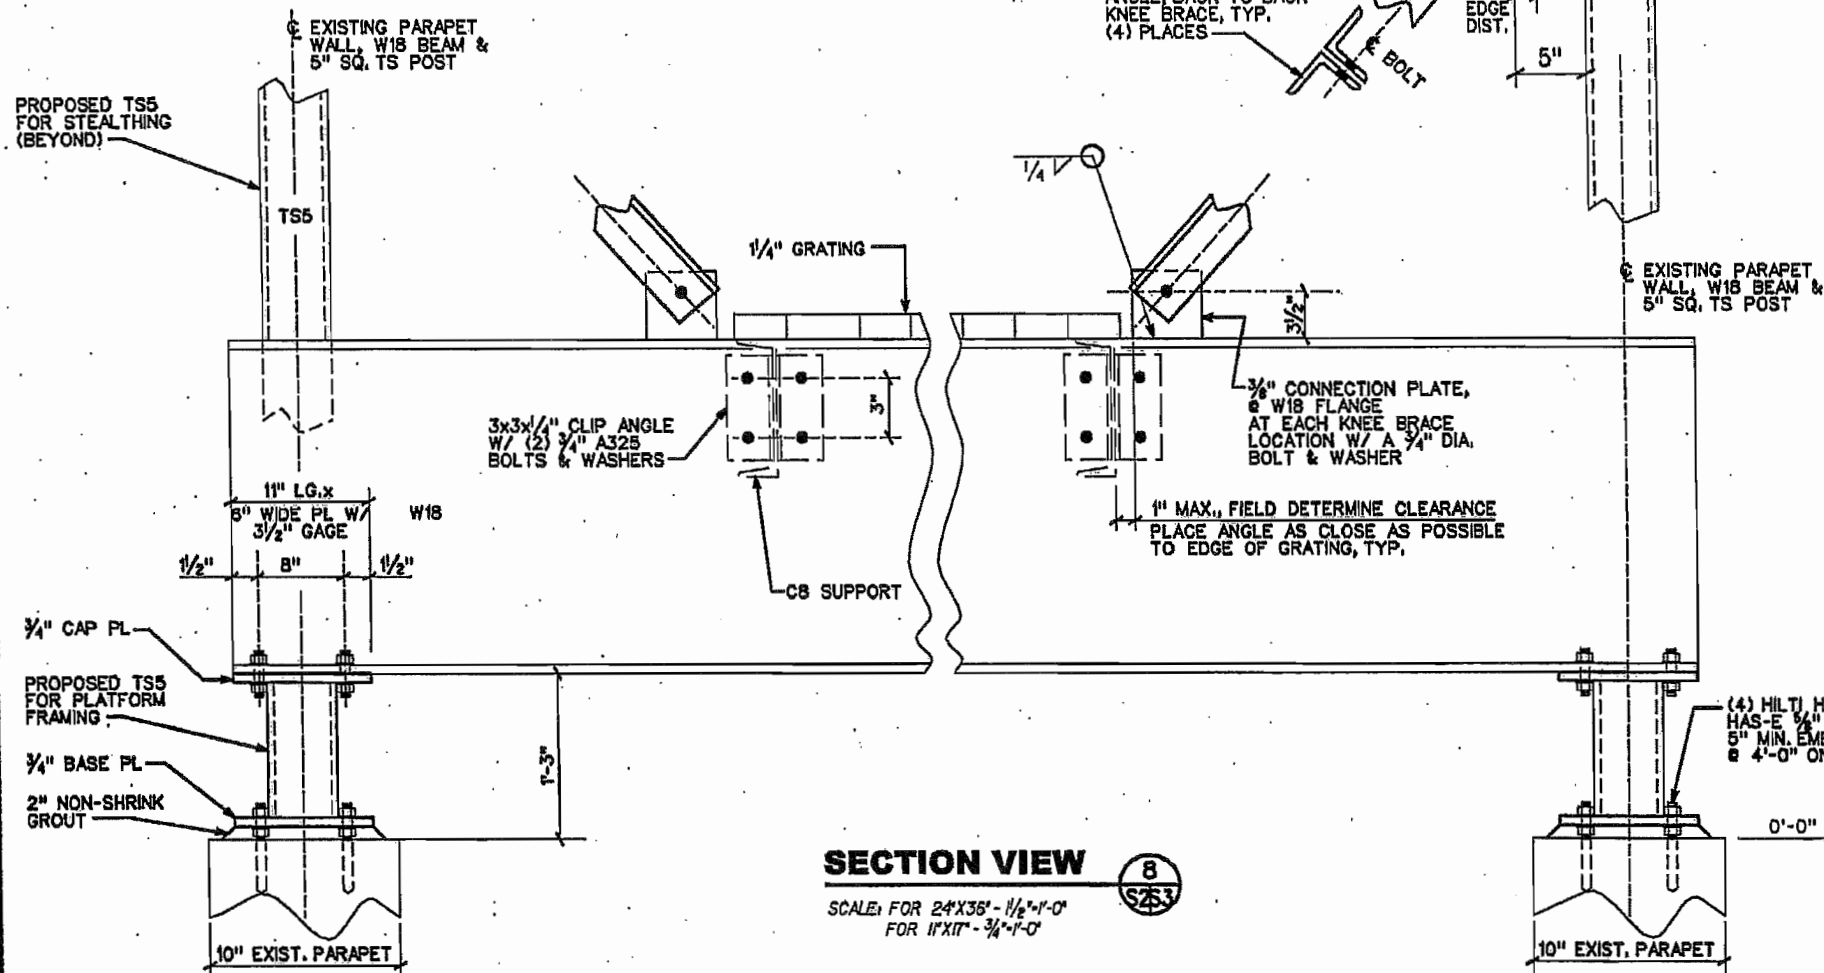 ℄ EXISTING PARAPET
WALL, W18 BEAM &
5" SQ. TS POST
PROPOSED TS5
FOR STEALTHING
(BEYOND)
TS5
KNEE BRACE, TYP.
(4) PLACES
℄ BOLT
EDGE
DIST.
5"
1/4
1¼" GRATING
3½"
℄ EXISTING PARAPET
WALL, W18 BEAM &
5" SQ. TS POST
3x3x¼" CLIP ANGLE
W/ (2) ¾" A325
BOLTS & WASHERS
3"
⅜" CONNECTION PLATE,
@ W18 FLANGE
AT EACH KNEE BRACE
LOCATION W/ A ¾" DIA.
BOLT & WASHER
11" LG.x
WIDE PL W/
3½" GAGE
W18
1½"
8"
1½"
1" MAX., FIELD DETERMINE CLEARANCE
PLACE ANGLE AS CLOSE AS POSSIBLE
TO EDGE OF GRATING, TYP.
C8 SUPPORT
¾" CAP PL
PROPOSED TS5
FOR PLATFORM
FRAMING
¾" BASE PL
2" NON-SHRINK
GROUT
1'-3"
(4) HILTI H
HAS-E ⅝"
5" MIN. EM
@ 4'-0" O
0'-0"
SECTION VIEW
8
SCALE: FOR 24"X36" - 1½"=1'-0"
FOR 11"X17" - ¾"=1'-0"
10" EXIST. PARAPET
10" EXIST. PARAPET